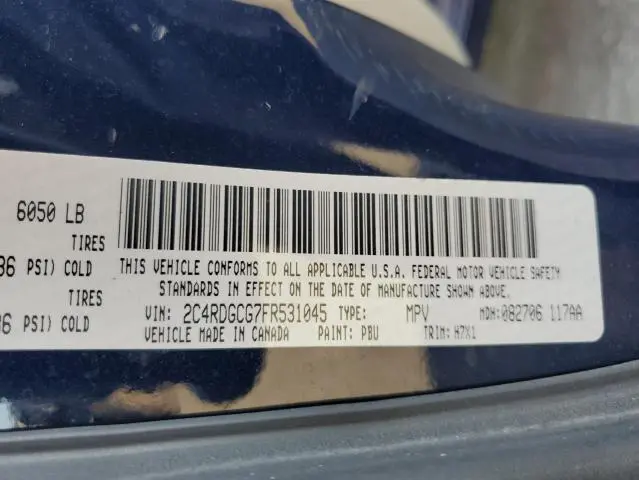 6050 LB
TIRES
36 PSI) COLD
TIRES
36 PSI) COLD
THIS VEHICLE CONFORMS TO ALL APPLICABLE U.S.A. FEDERAL MOTOR VEHICLE SAFETY
STANDARDS IN EFFECT ON THE DATE OF MANUFACTURE SHOWN ABOVE.
VIN: 2C4RDGCG7FR531045 TYPE: MPV MDH:082706 117AA
VEHICLE MADE IN CANADA PAINT: PBU TRIM: H7X1